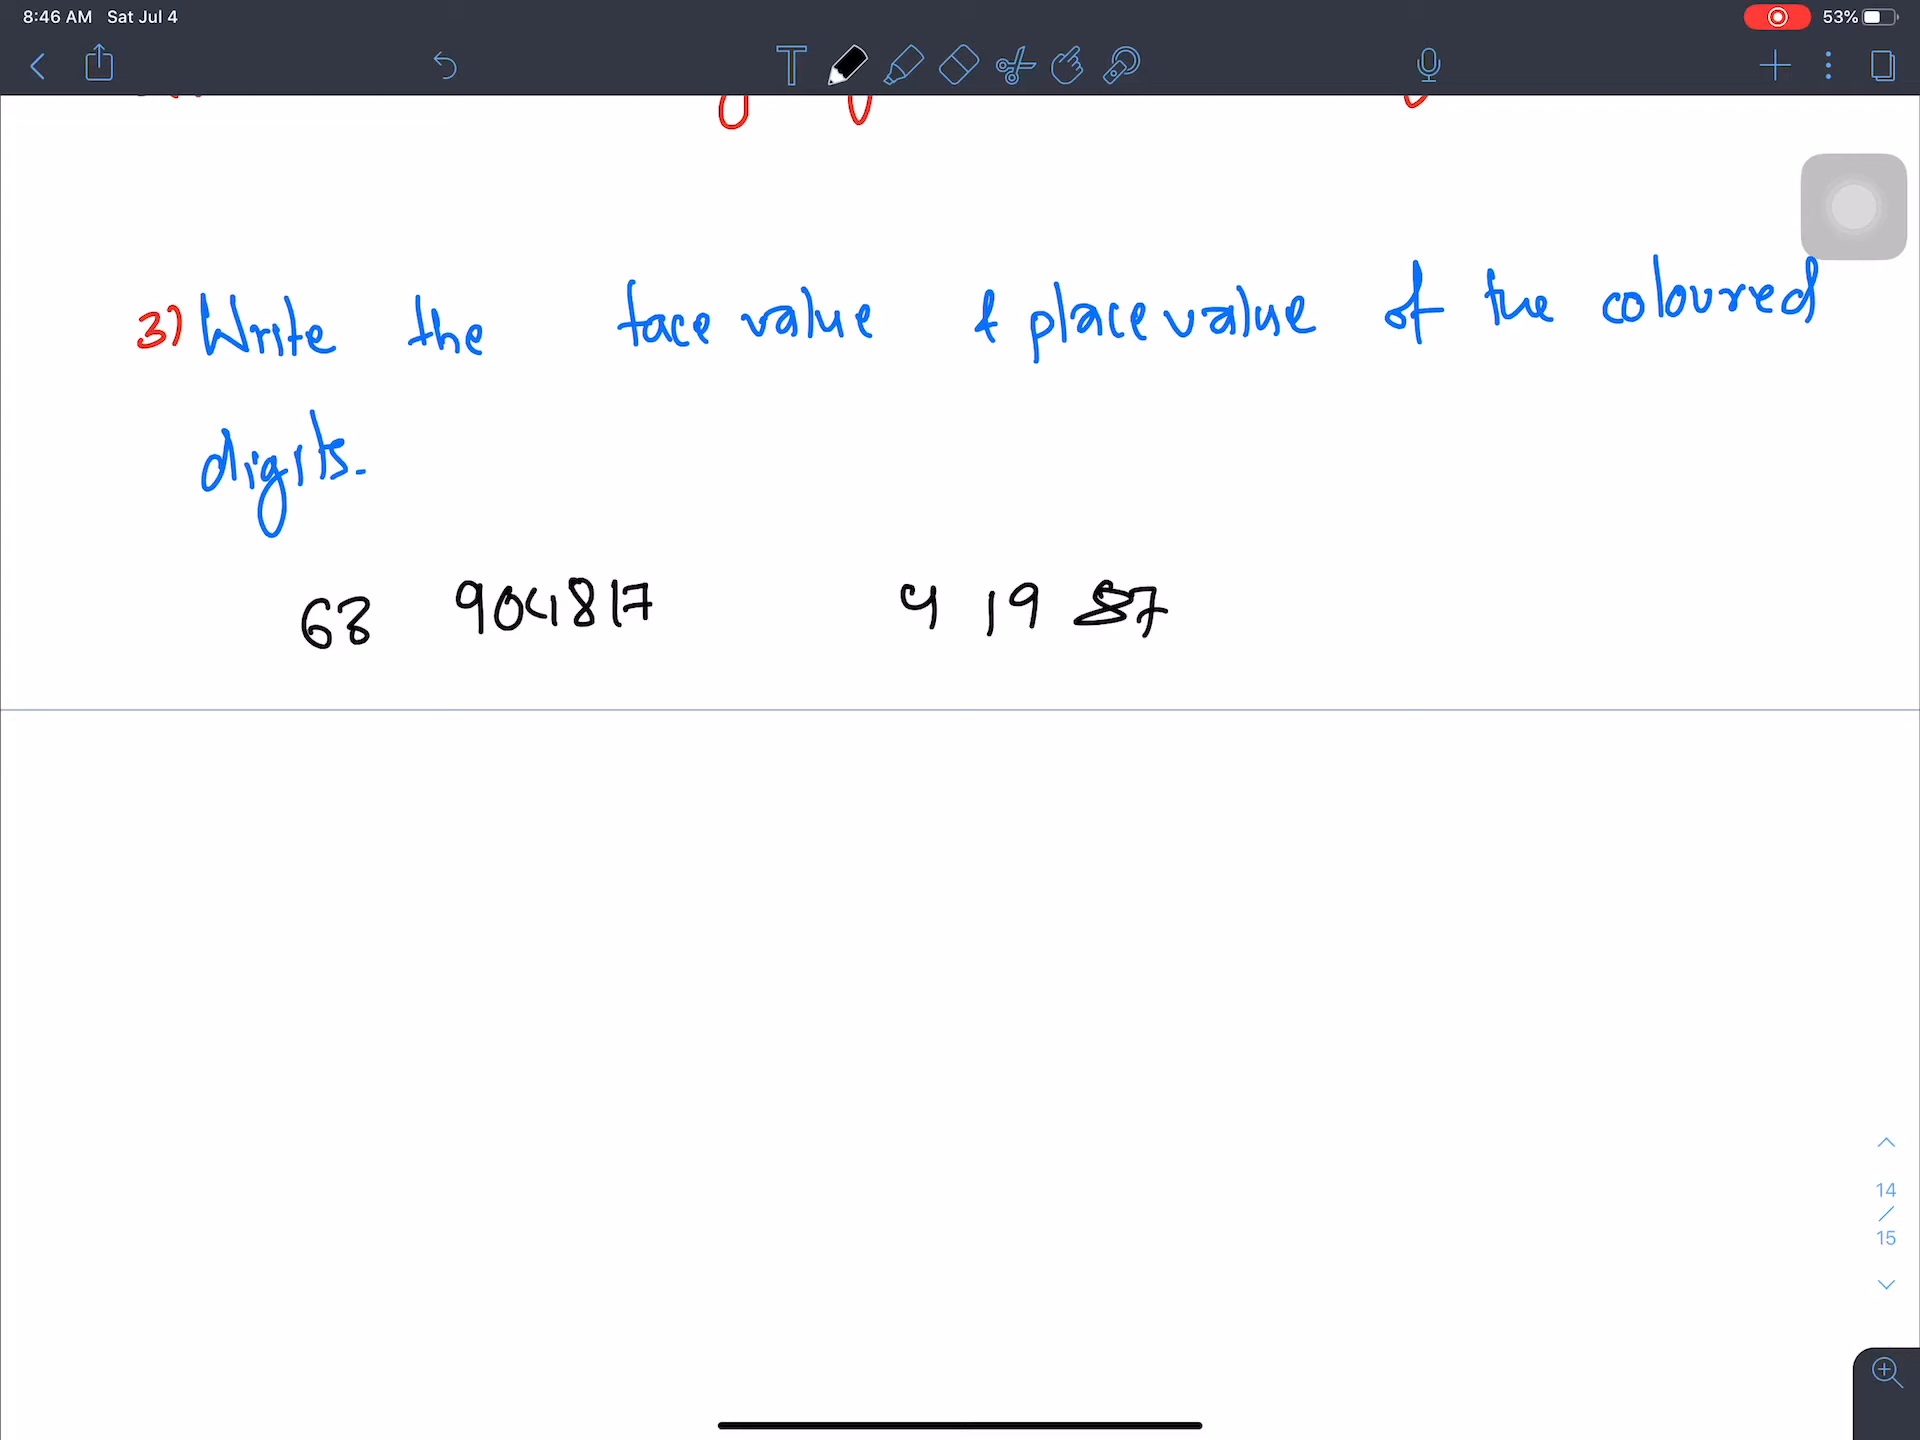 8:46 AM Sat Jul 4
53%
3) Write the face value & place value of the coloured
digits.
68 904187
4 19 87
14
/
15